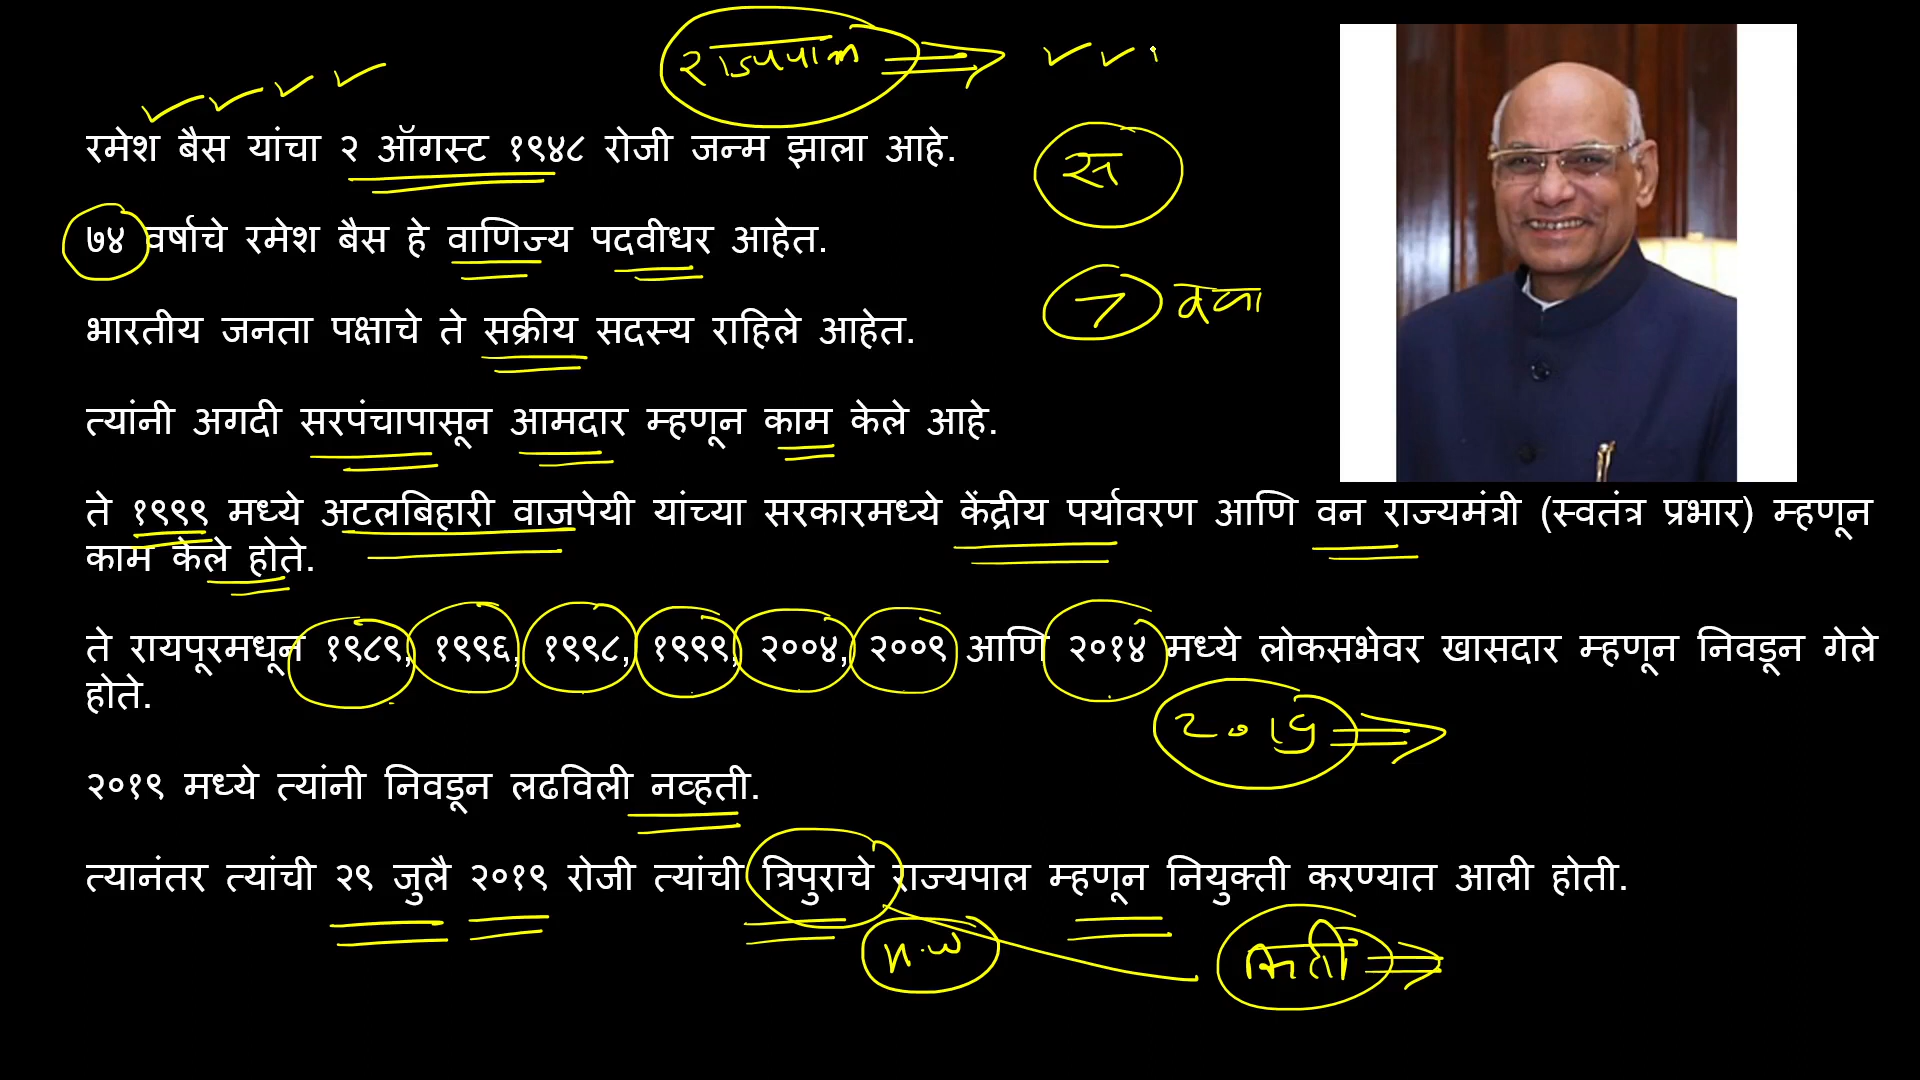 राज्यपाल
रमेश बैस यांचा २ ऑगस्ट १९४८ रोजी जन्म झाला आहे.
७४ वर्षाचे रमेश बैस हे वाणिज्य पदवीधर आहेत.
भारतीय जनता पक्षाचे ते सक्रीय सदस्य राहिले आहेत.
त्यांनी अगदी सरपंचापासून आमदार म्हणून काम केले आहे.
ते १९९९ मध्ये अटलबिहारी वाजपेयी यांच्या सरकारमध्ये केंद्रीय पर्यावरण आणि वन राज्यमंत्री (स्वतंत्र प्रभार) म्हणून
काम केले होते.
ते रायपूरमधून १९८९, १९९६, १९९८, १९९९, २००४, २००९ आणि २०१४ मध्ये लोकसभेवर खासदार म्हणून निवडून गेले
होते.
२०१९
२०१९ मध्ये त्यांनी निवडून लढविली नव्हती.
त्यानंतर त्यांची २९ जुलै २०१९ रोजी त्यांची त्रिपुराचे राज्यपाल म्हणून नियुक्ती करण्यात आली होती.